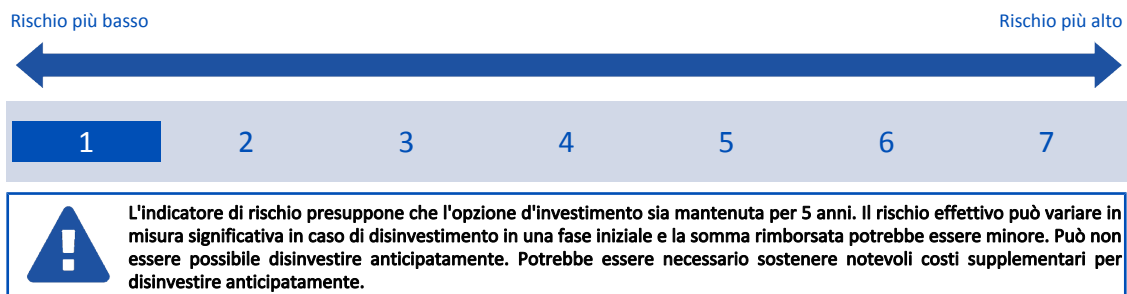 Rischio più basso Rischio più alto
1 2 3 4 5 6 7
L'indicatore di rischio presuppone che l'opzione d'investimento sia mantenuta per 5 anni. Il rischio effettivo può variare in
misura significativa in caso di disinvestimento in una fase iniziale e la somma rimborsata potrebbe essere minore. Può non
essere possibile disinvestire anticipatamente. Potrebbe essere necessario sostenere notevoli costi supplementari per
disinvestire anticipatamente.